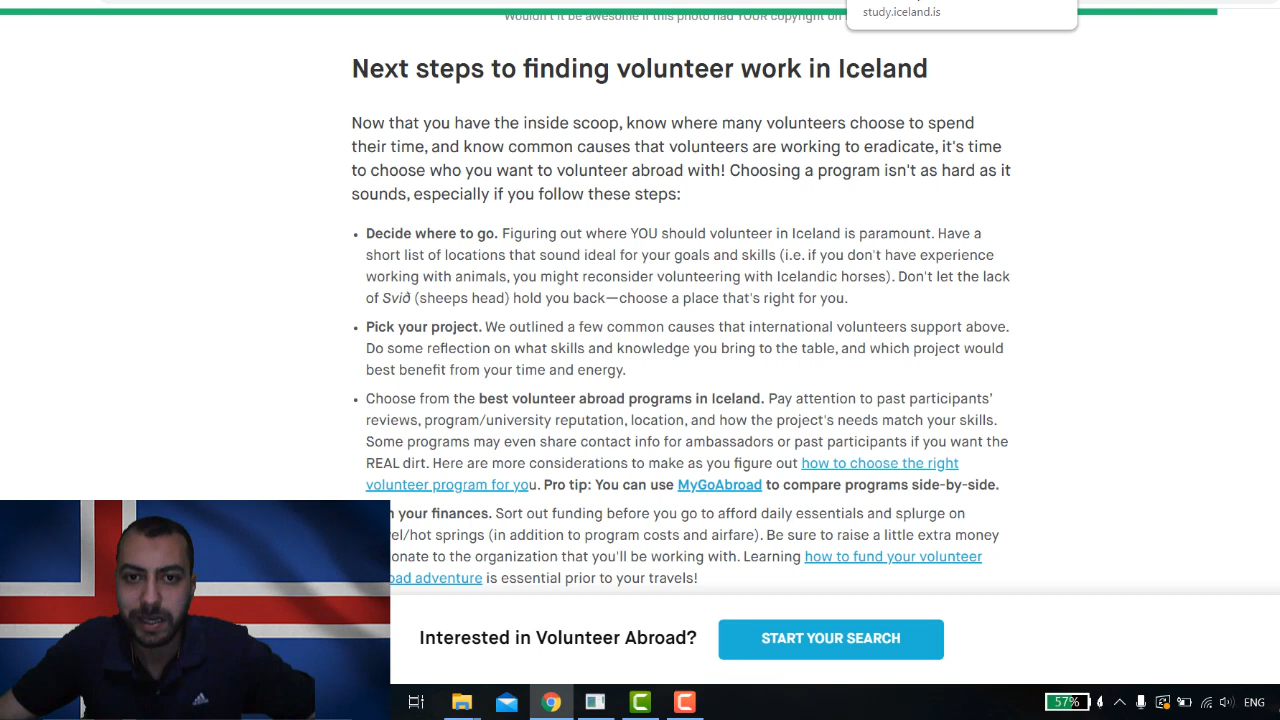 study.iceland.is
Wouldn't it be awesome if this photo had YOUR copyright on
Next steps to finding volunteer work in Iceland
Now that you have the inside scoop, know where many volunteers choose to spend
their time, and know common causes that volunteers are working to eradicate, it's time
to choose who you want to volunteer abroad with! Choosing a program isn't as hard as it
sounds, especially if you follow these steps:
• Decide where to go. Figuring out where YOU should volunteer in Iceland is paramount. Have a
short list of locations that sound ideal for your goals and skills (i.e. if you don't have experience
working with animals, you might reconsider volunteering with Icelandic horses). Don't let the lack
of Svið (sheeps head) hold you back—choose a place that's right for you.
• Pick your project. We outlined a few common causes that international volunteers support above.
Do some reflection on what skills and knowledge you bring to the table, and which project would
best benefit from your time and energy.
• Choose from the best volunteer abroad programs in Iceland. Pay attention to past participants'
reviews, program/university reputation, location, and how the project's needs match your skills.
Some programs may even share contact info for ambassadors or past participants if you want the
REAL dirt. Here are more considerations to make as you figure out how to choose the right
volunteer program for you. Pro tip: You can use MyGoAbroad to compare programs side-by-side.
your finances. Sort out funding before you go to afford daily essentials and splurge on
vel/hot springs (in addition to program costs and airfare). Be sure to raise a little extra money
onate to the organization that you'll be working with. Learning how to fund your volunteer
oad adventure is essential prior to your travels!
Interested in Volunteer Abroad? START YOUR SEARCH
57% ENG